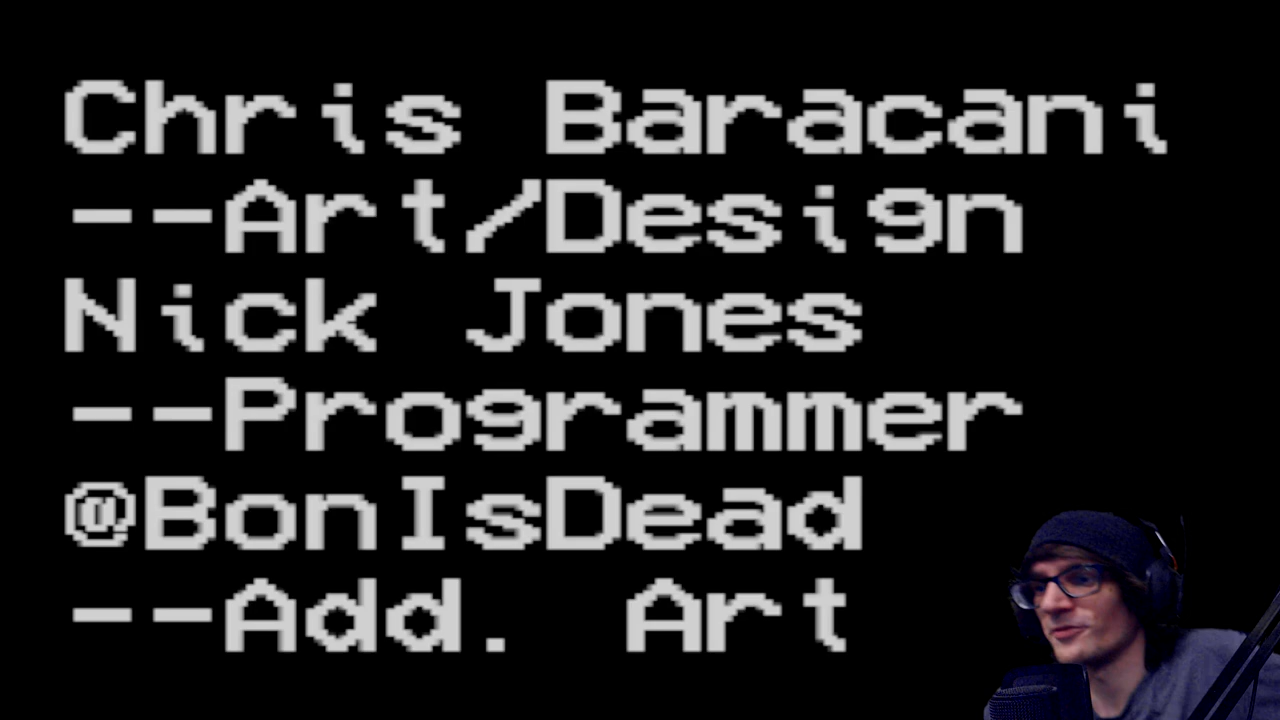 Chris Baracani
--Art/Design
Nick Jones
--Programmer
@BonIsDead
--Add. Art